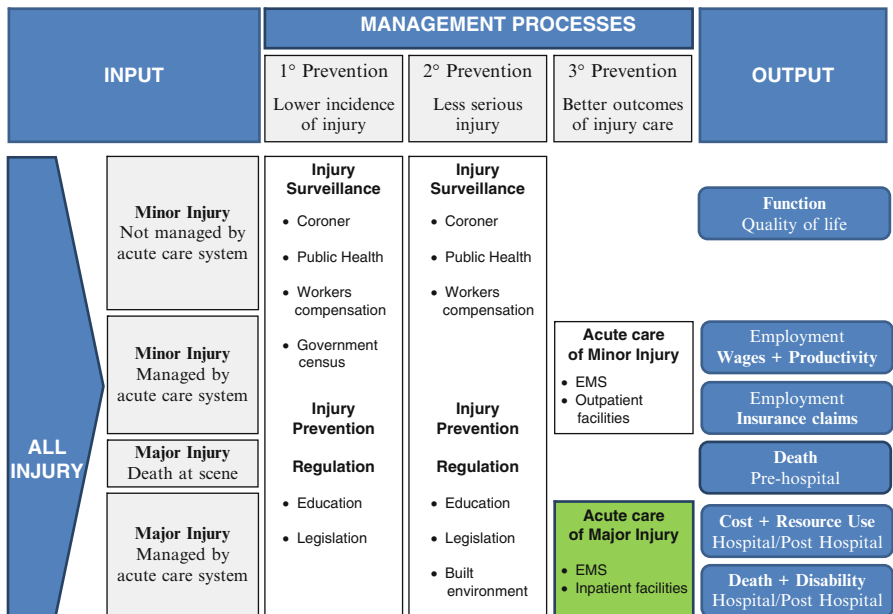 MANAGEMENT PROCESSES
INPUT
1° Prevention
Lower incidence
of injury
2° Prevention
Less serious
injury
3° Prevention
Better outcomes
of injury care
OUTPUT
ALL
INJURY
Minor Injury
Not managed by
acute care system
Minor Injury
Managed by
acute care system
Major Injury
Death at scene
Major Injury
Managed by
acute care system
Injury
Surveillance
• Coroner
• Public Health
• Workers
compensation
• Government
census
Injury
Prevention
Regulation
• Education
• Legislation
Injury
Surveillance
• Coroner
• Public Health
• Workers
compensation
Injury
Prevention
Regulation
• Education
• Legislation
• Built
environment
Acute care
of Minor Injury
• EMS
• Outpatient
facilities
Acute care
of Major Injury
• EMS
• Inpatient facilities
Function
Quality of life
Employment
Wages + Productivity
Employment
Insurance claims
Death
Pre-hospital
Cost + Resource Use
Hospital/Post Hospital
Death + Disability
Hospital/Post Hospital